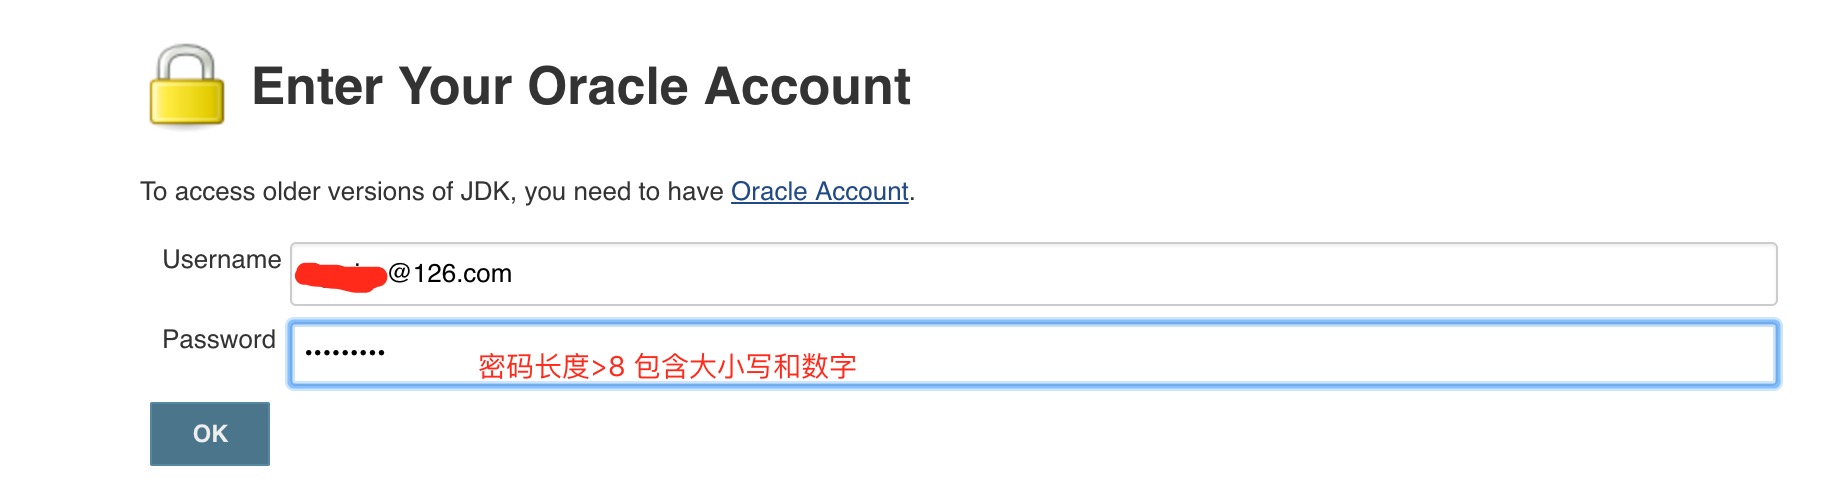 Enter Your Oracle Account
To access older versions of JDK, you need to have Oracle Account.
Username
@126.com
Password
•••••••••
密码长度>8 包含大小写和数字
OK